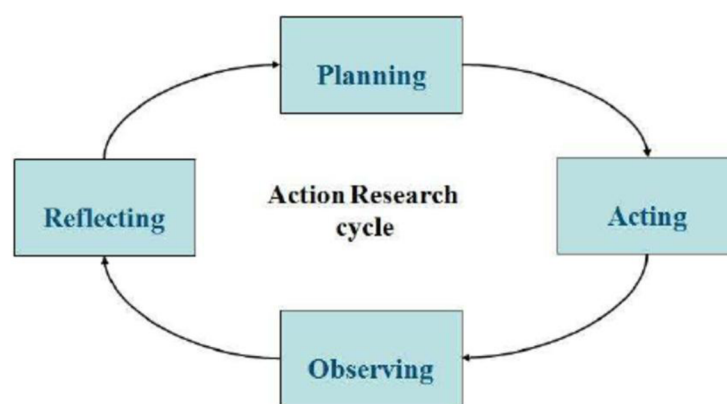 Planning
Reflecting
Action Research
cycle
Acting
Observing